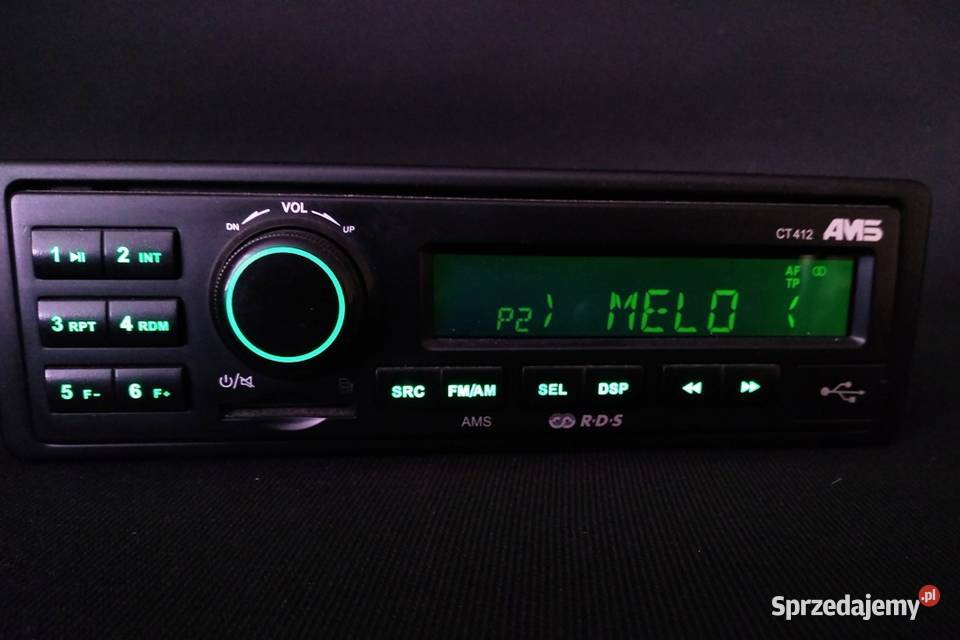 VOL
DN UP
CT412 AMS
1 2 INT
AF
TP
3 RPT 4 RDM
P2) MELO (
5 F- 6 F+
SRC FM/AM SEL DSP
AMS R·D·S
Sprzedajemy.pl